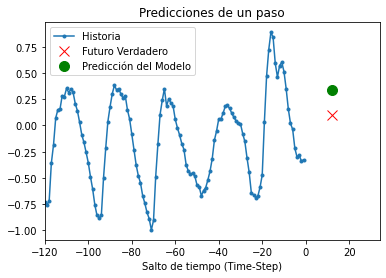 Predicciones de un paso
Historia
Futuro Verdadero
Predicción del Modelo
0.75
0.50
0.25
0.00
−0.25
−0.50
−0.75
−1.00
−120 −100 −80 −60 −40 −20 0 20
Salto de tiempo (Time-Step)